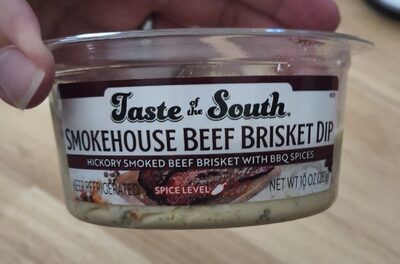 Taste of the South®
SMOKEHOUSE BEEF BRISKET DIP
HICKORY SMOKED BEEF BRISKET WITH BBQ SPICES
KEEP REFRIGERATED SPICE LEVEL NET WT 10 OZ